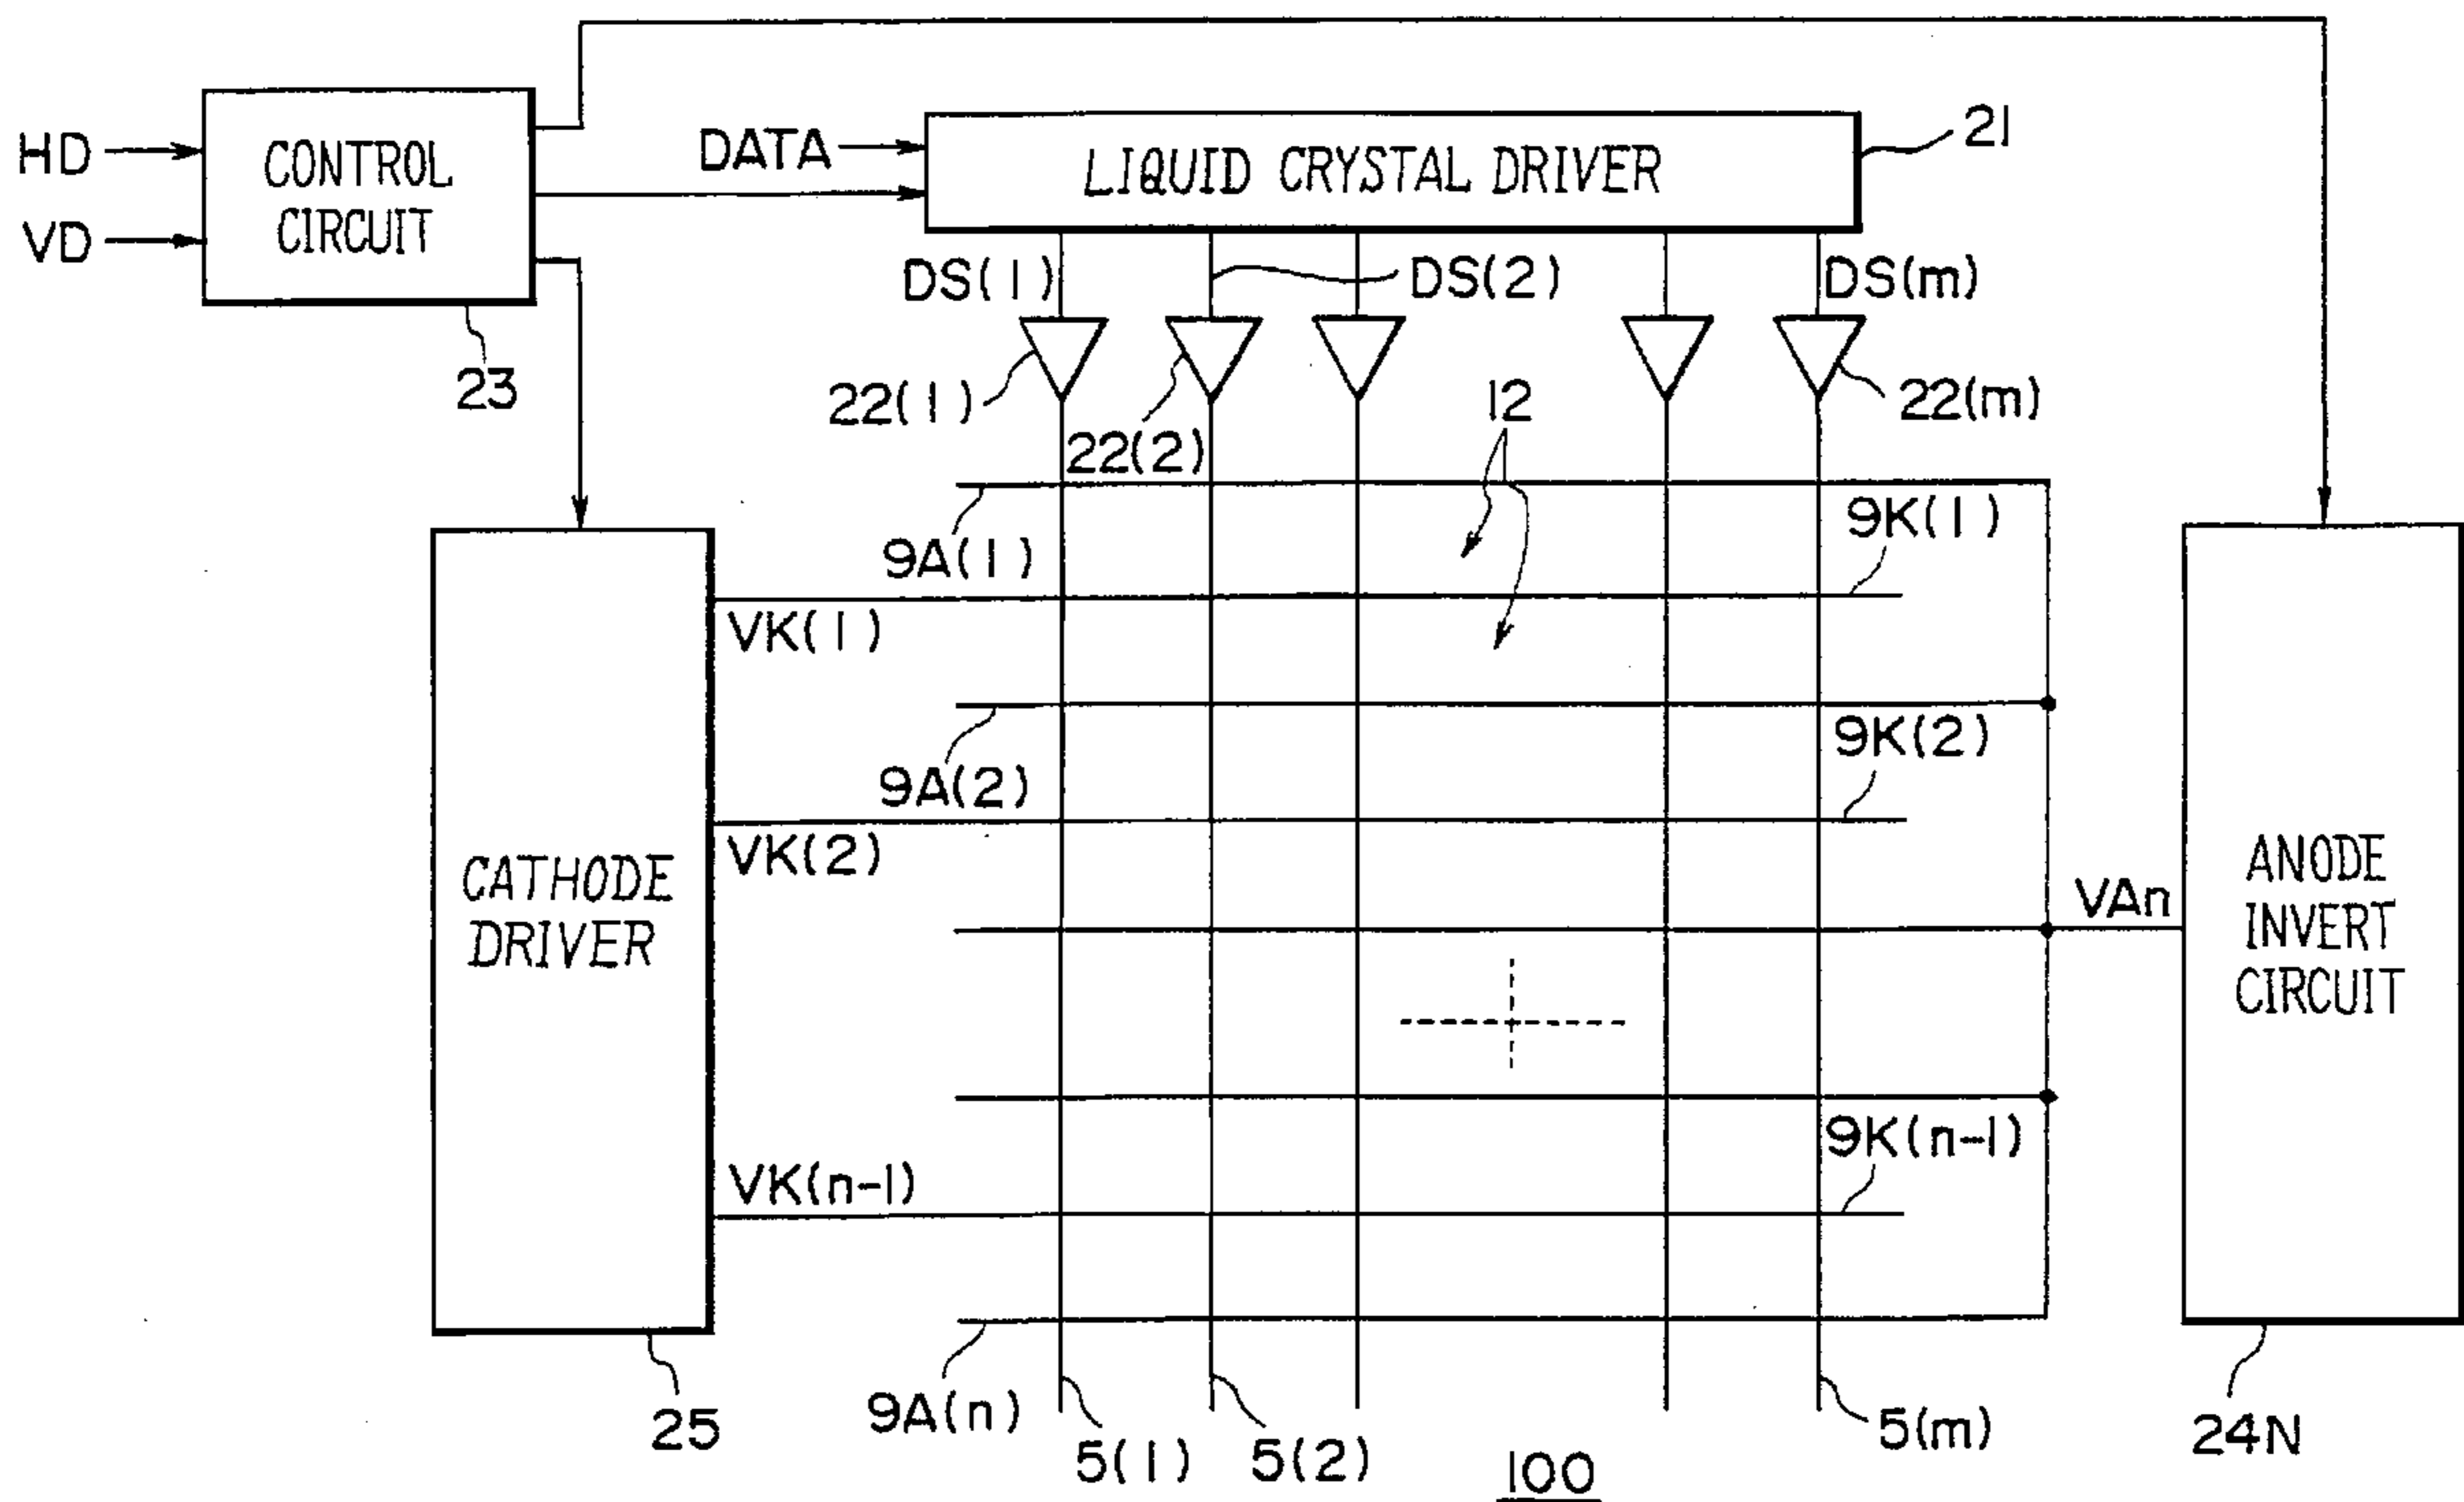 HD
VD
CONTROL
CIRCUIT
23
DATA
LIQUID CRYSTAL DRIVER
21
DS(1)
DS(2)
DS(m)
22(1)
22(2)
12
22(m)
9A(1)
9K(1)
VK(1)
9A(2)
9K(2)
VK(2)
CATHODE
DRIVER
VAn
ANODE
INVERT
CIRCUIT
9K(n-1)
VK(n-1)
9A(n)
25
5(1)
5(2)
5(m)
24N
100